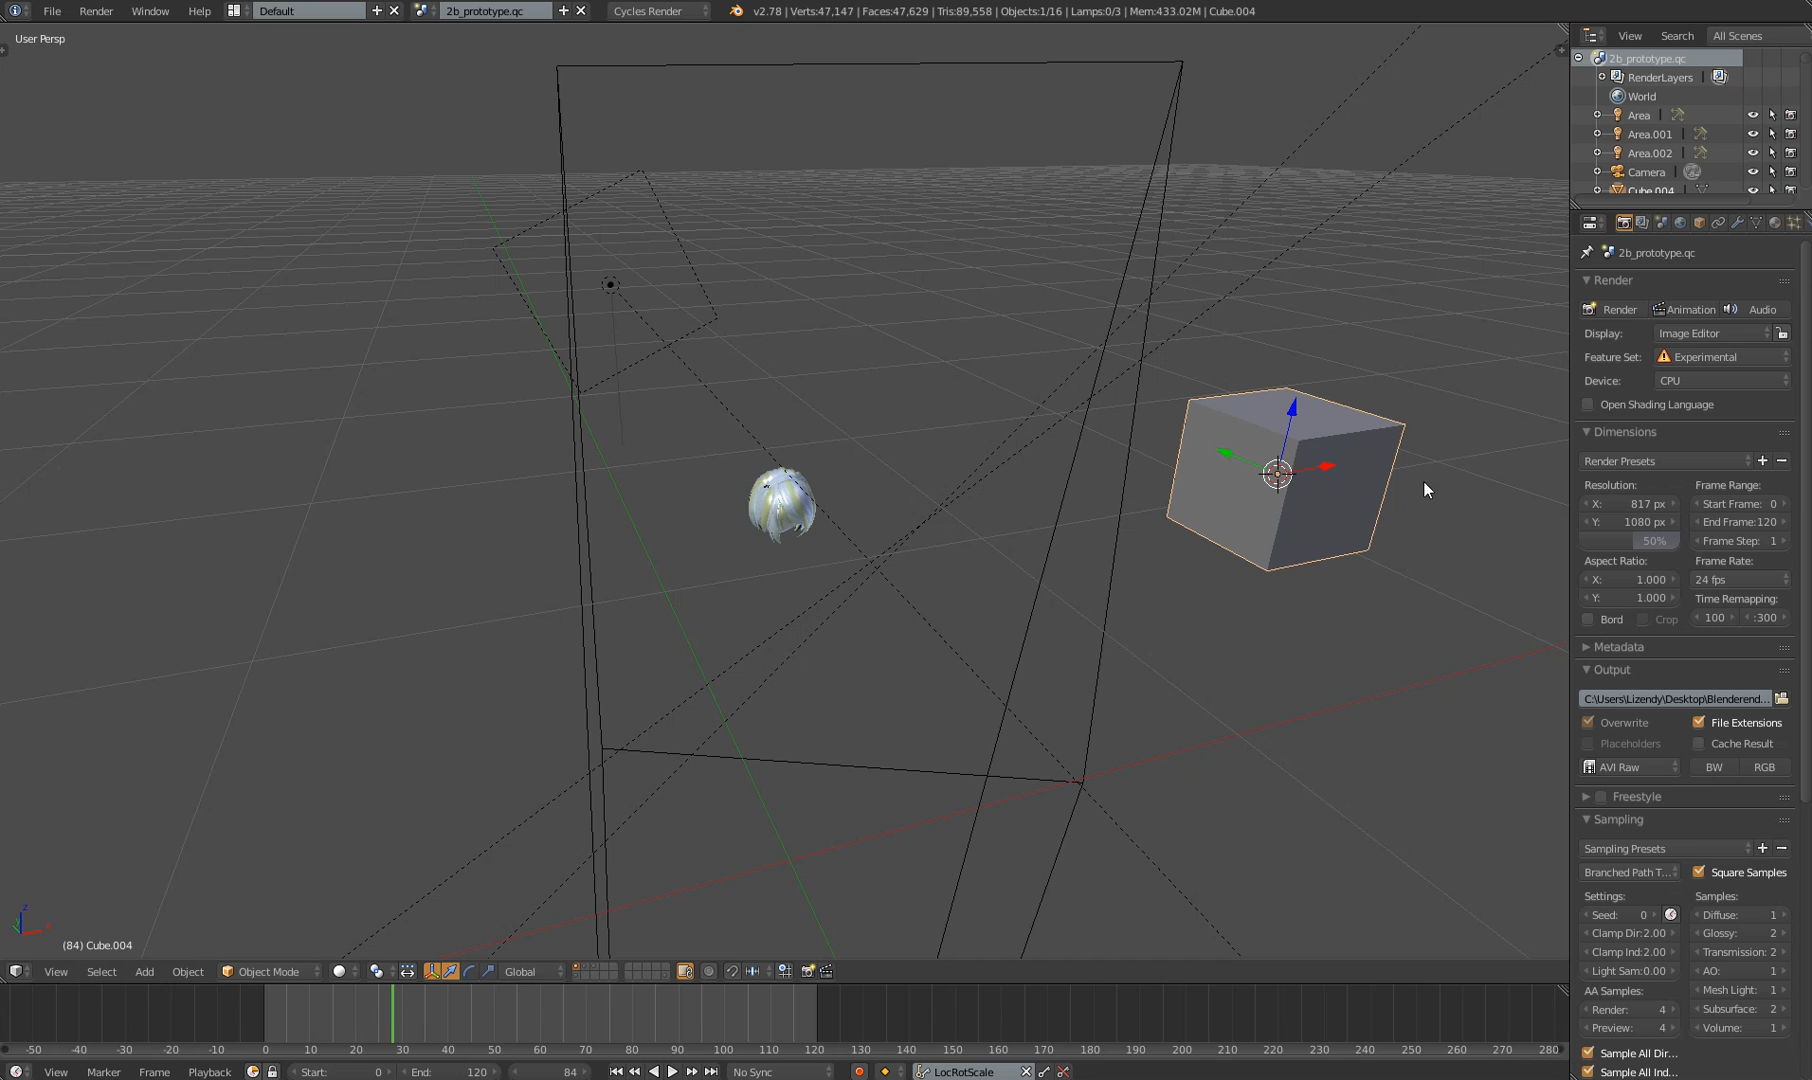 File Render Window Help Default 2b_prototype.qc Cycles Render v2.78 | Verts:47,147 | Faces:47,629 | Tris:89,558 | Objects:1/16 | Lamps:0/3 | Mem:433.02M | Cube.004
User Persp
View Search All Scenes
2b_prototype.qc
RenderLayers
World
Area
Area.001
Area.002
Camera
Cube.004
2b_prototype.qc
Render
Render Animation Audio
Display: Image Editor
Feature Set: Experimental
Device: CPU
Open Shading Language
Dimensions
Render Presets
Resolution: Frame Range:
X: 817 px Start Frame: 0
Y: 1080 px End Frame:120
50% Frame Step: 1
Aspect Ratio: Frame Rate:
X: 1.000 24 fps
Y: 1.000 Time Remapping:
Bord Crop 100 :300
Metadata
Output
C:\Users\Lizendy\Desktop\Blenderend...
Overwrite File Extensions
Placeholders Cache Result
AVI Raw BW RGB
Freestyle
Sampling
Sampling Presets
Branched Path T... Square Samples
Settings: Samples:
Seed: 0 Diffuse: 1
Clamp Dir:2.00 Glossy: 2
Clamp Ind:2.00 Transmission: 2
Light Sam:0.00 AO: 1
AA Samples: Mesh Light: 1
Render: 4 Subsurface: 2
Preview: 4 Volume: 1
Sample All Dir...
Sample All Ind...
z
x
(84) Cube.004
View Select Add Object Object Mode Global
-50 -40 -30 -20 -10 0 10 20 30 40 50 60 70 80 90 100 110 120 130 140 150 160 170 180 190 200 210 220 230 240 250 260 270 280
View Marker Frame Playback Start: 0 End: 120 84 No Sync LocRotScale